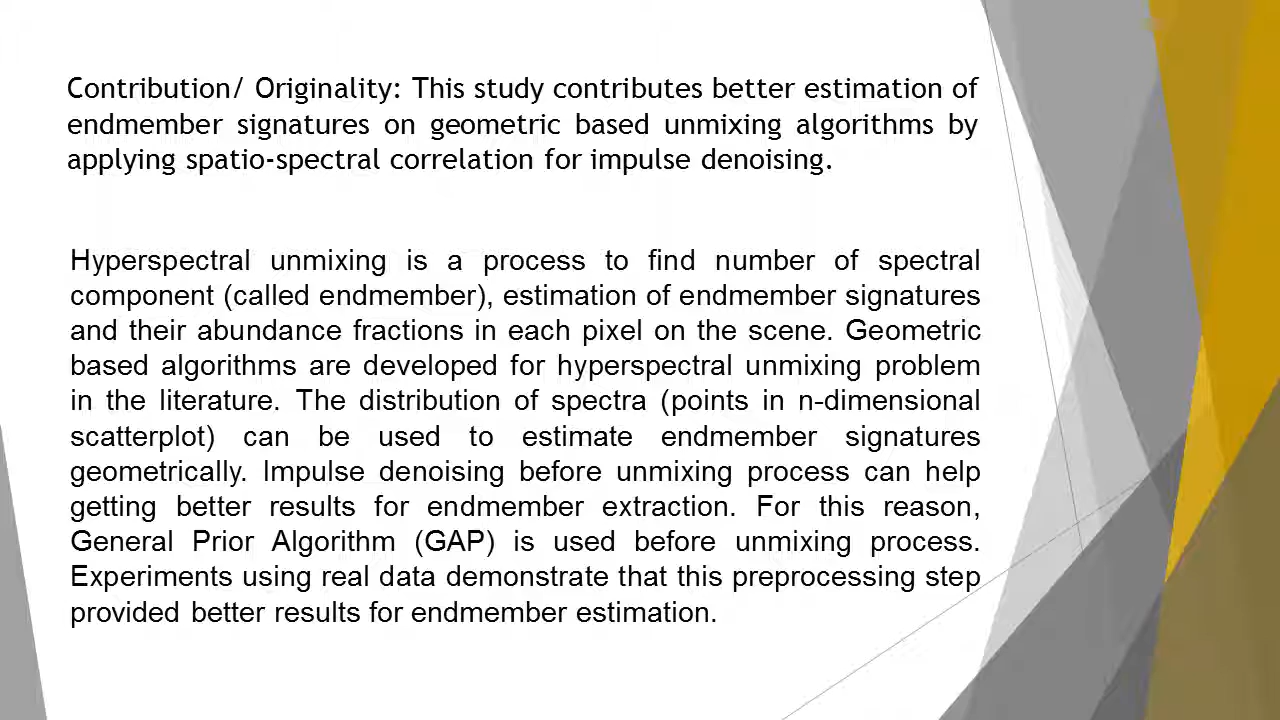 Contribution/ Originality: This study contributes better estimation of
endmember signatures on geometric based unmixing algorithms by
applying spatio-spectral correlation for impulse denoising.
Hyperspectral unmixing is a process to find number of spectral
component (called endmember), estimation of endmember signatures
and their abundance fractions in each pixel on the scene. Geometric
based algorithms are developed for hyperspectral unmixing problem
in the literature. The distribution of spectra (points in n-dimensional
scatterplot) can be used to estimate endmember signatures
geometrically. Impulse denoising before unmixing process can help
getting better results for endmember extraction. For this reason,
General Prior Algorithm (GAP) is used before unmixing process.
Experiments using real data demonstrate that this preprocessing step
provided better results for endmember estimation.